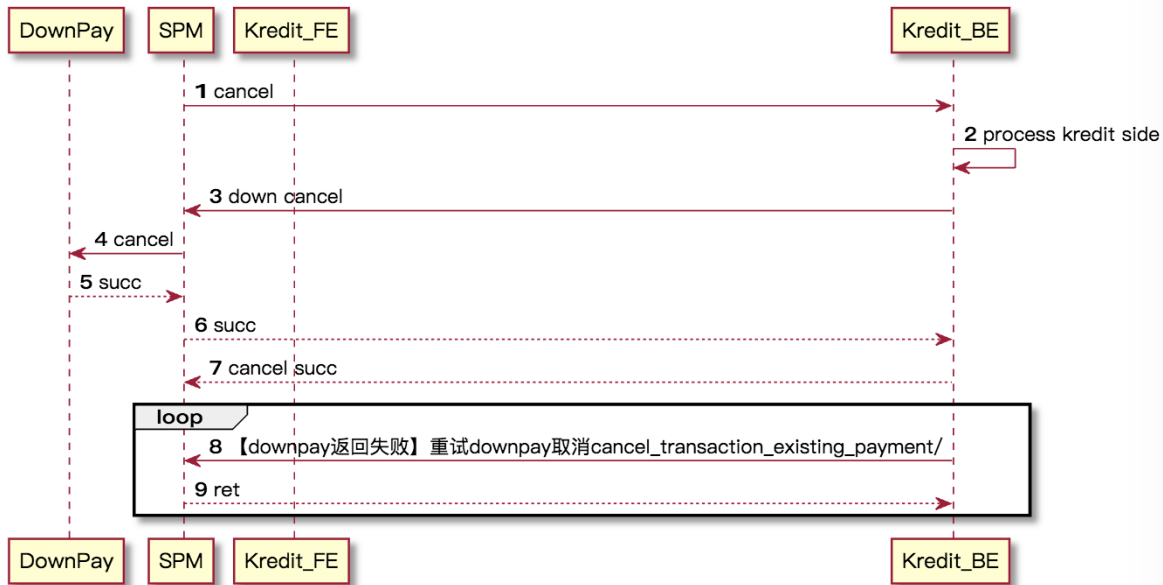 DownPay SPM Kredit_FE Kredit_BE
1 cancel
2 process kredit side
3 down cancel
4 cancel
5 succ
6 succ
7 cancel succ
loop
8 【downpay返回失败】重试downpay取消cancel_transaction_existing_payment/
9 ret
DownPay SPM Kredit_FE Kredit_BE